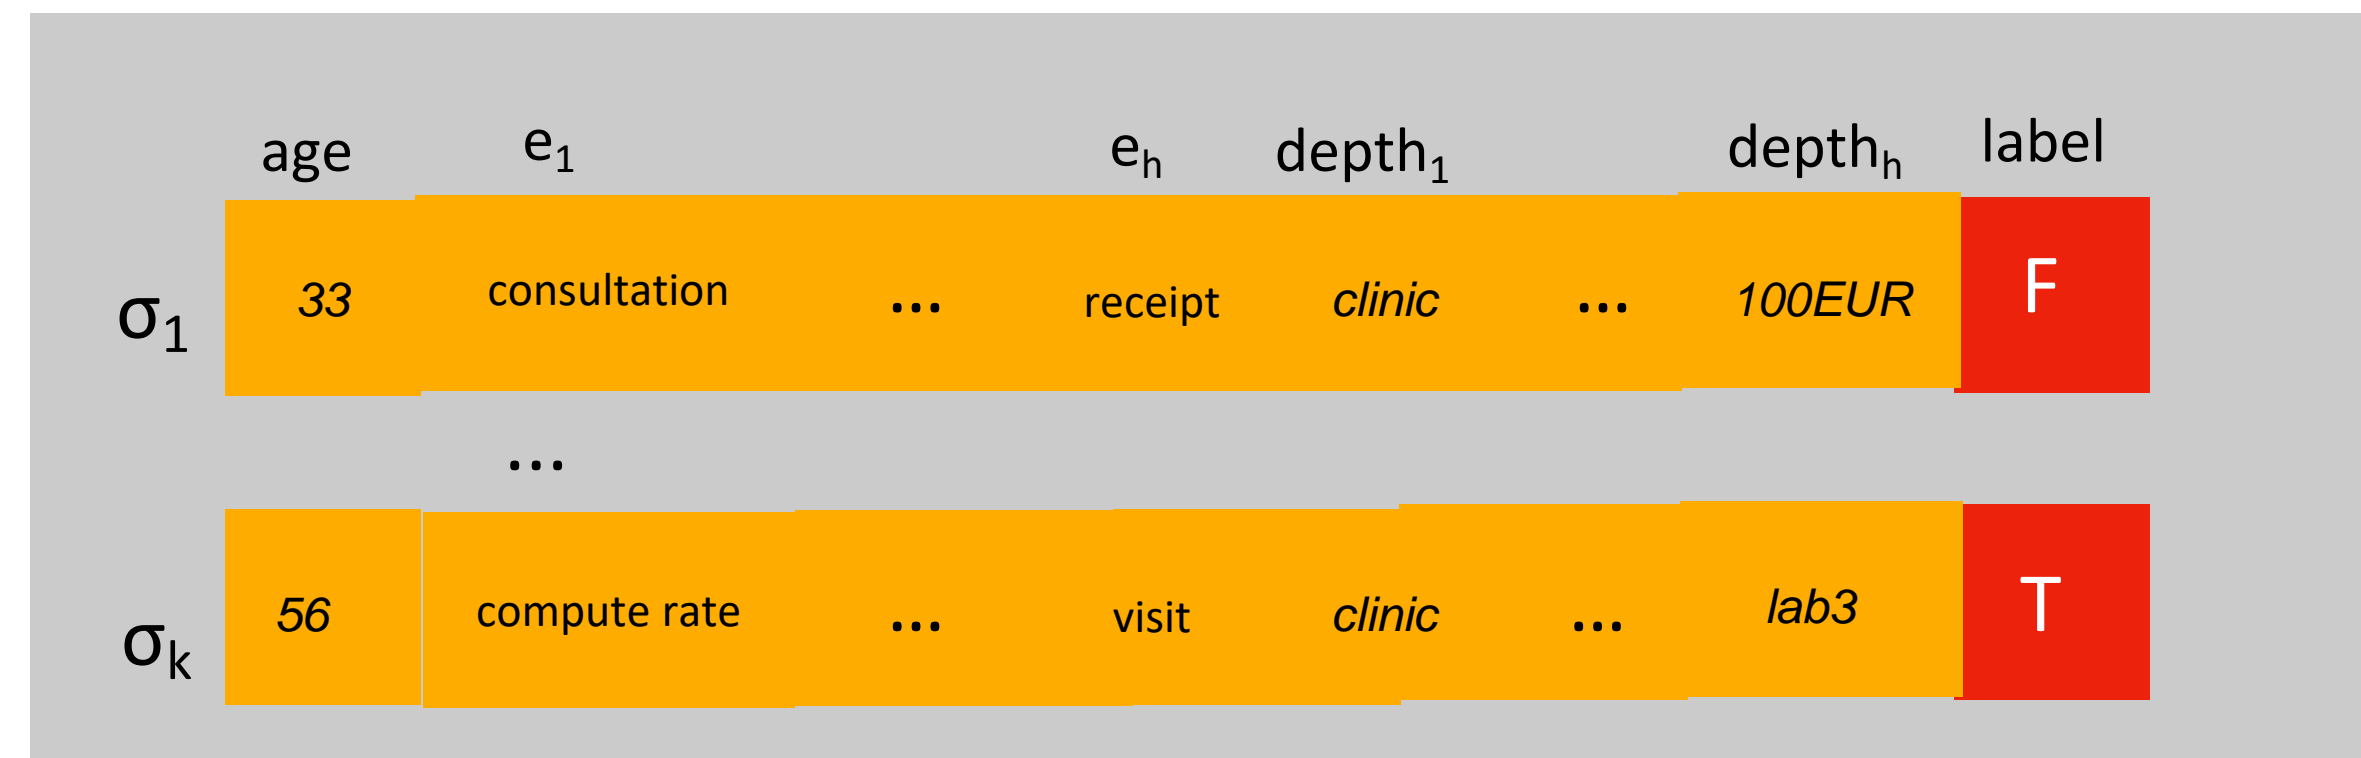 age e₁ eₕ depth₁ depthₕ label
σ₁ 33 consultation ... receipt clinic ... 100EUR F
...
σₖ 56 compute rate ... visit clinic ... lab3 T